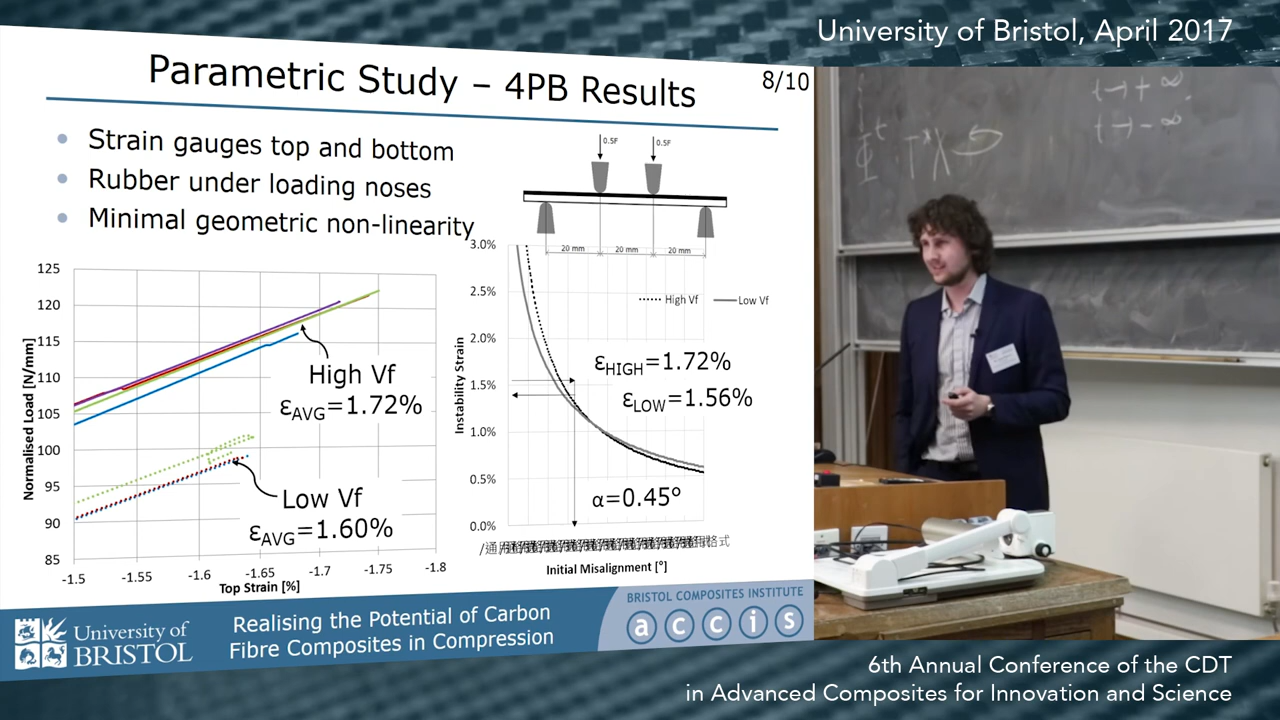 University of Bristol, April 2017
Parametric Study – 4PB Results
8/10
Strain gauges top and bottom
Rubber under loading noses
Minimal geometric non-linearity
0.5F
0.5F
20 mm
20 mm
20 mm
125
120
115
110
105
100
95
90
85
Normalised Load [N/mm]
High Vf
εAVG=1.72%
Low Vf
εAVG=1.60%
-1.5
-1.55
-1.6
-1.65
-1.7
-1.75
-1.8
Top Strain [%]
3.0%
2.5%
2.0%
1.5%
1.0%
0.5%
0.0%
Instability Strain
High Vf
Low Vf
εHIGH=1.72%
εLOW=1.56%
α=0.45°
Initial Misalignment [°]
t→+∞
t→-∞
University of
BRISTOL
Realising the Potential of Carbon
Fibre Composites in Compression
BRISTOL COMPOSITES INSTITUTE
accis
6th Annual Conference of the CDT
in Advanced Composites for Innovation and Science